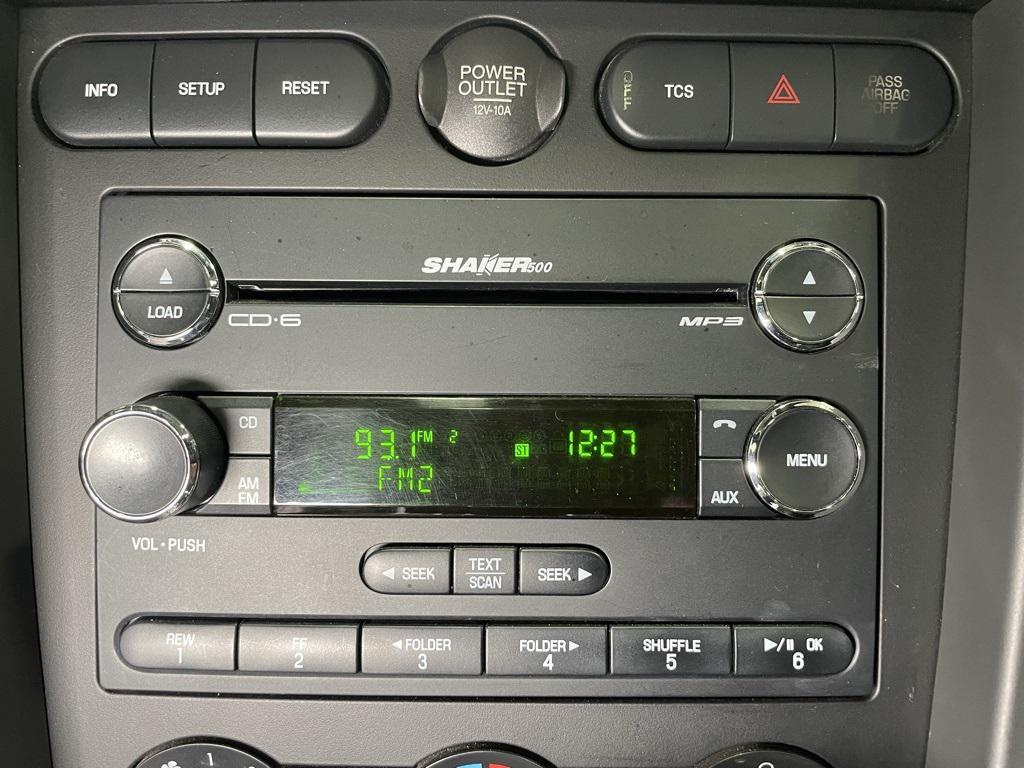 INFO SETUP RESET
POWER
OUTLET
12V-10A
OFF TCS
PASS
AIRBAG
OFF
SHAKER500
LOAD
CD·6
MP3
CD
93.1 FM 2 ST 12:27
MENU
FM2
AM
FM
AUX
VOL·PUSH
◄ SEEK
TEXT
SCAN
SEEK ►
REW
1
FF
2
◄ FOLDER
3
FOLDER ►
4
SHUFFLE
5
►/II OK
6
1